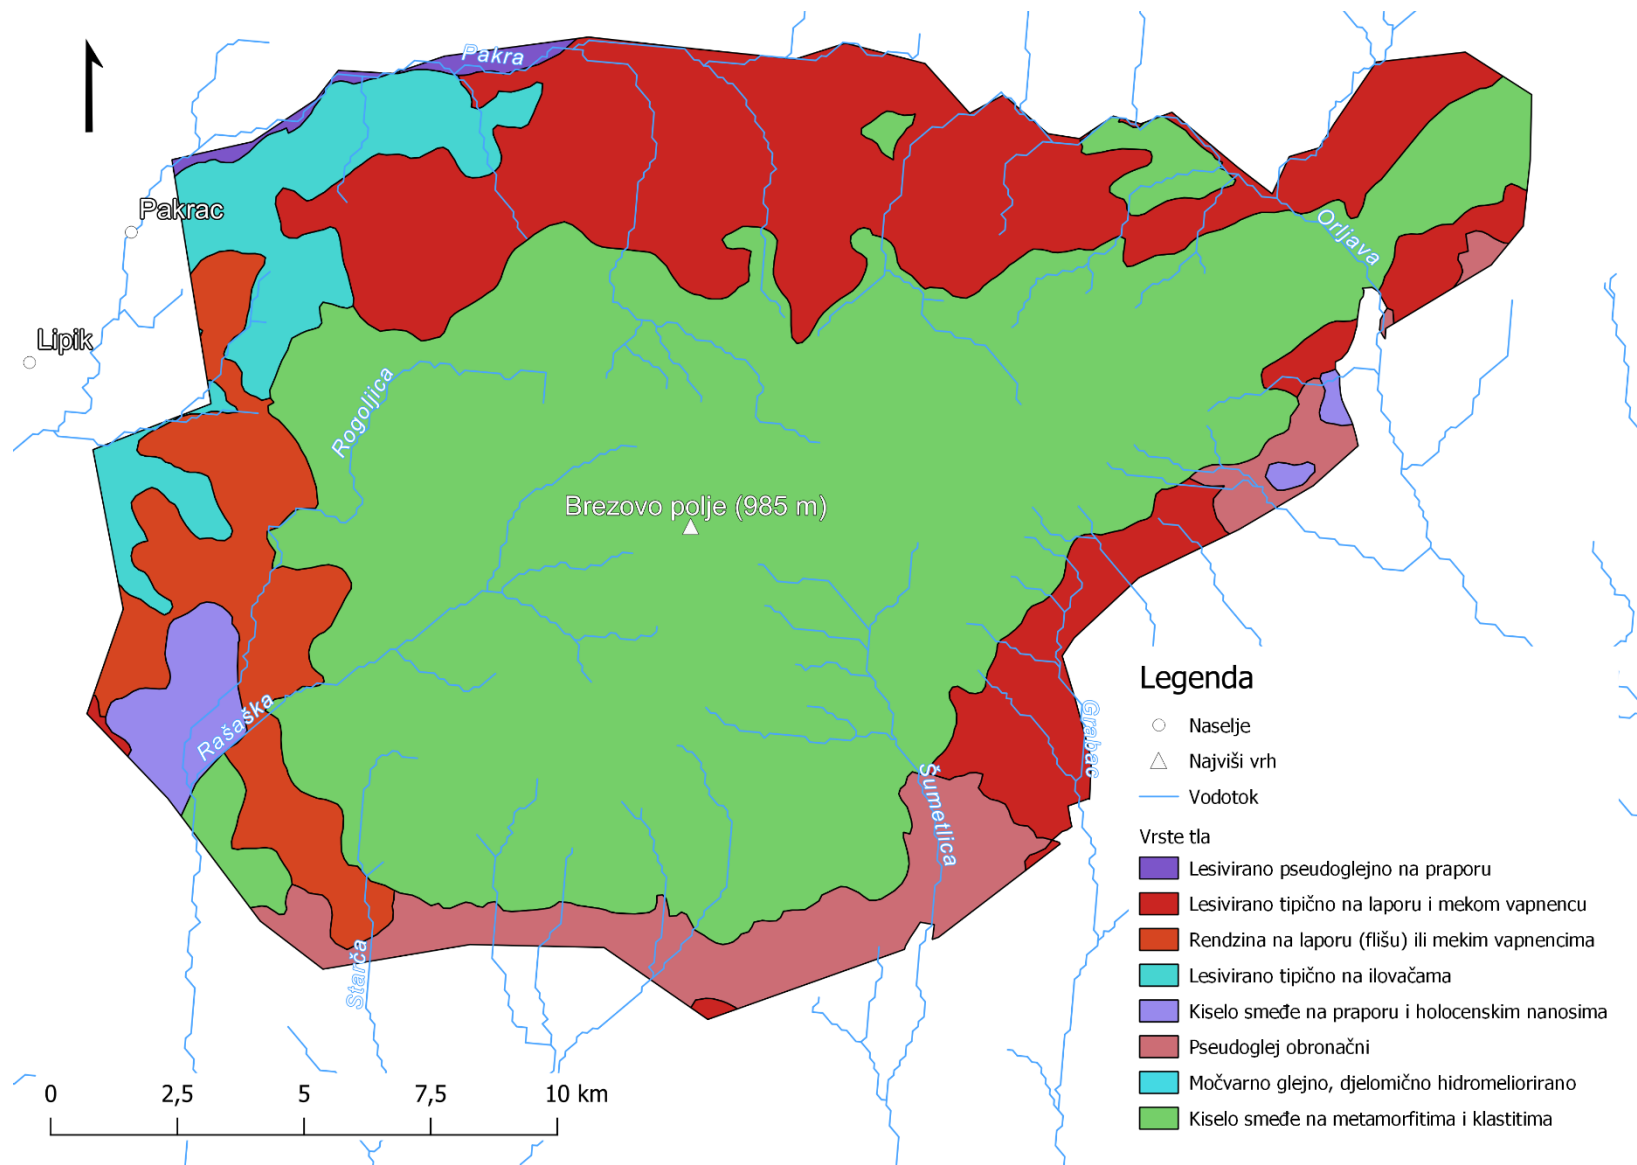 Pakra
Pakrac
Orljava
Lipik
Rogoljica
Brezovo polje (985 m)
Rašaška
Grabac
Šumetlica
Starča
Legenda
Naselje
Najviši vrh
Vodotok
Vrste tla
Lesivirano pseudoglejno na praporu
Lesivirano tipično na laporu i mekom vapnencu
Rendzina na laporu (flišu) ili mekim vapnencima
Lesivirano tipično na ilovačama
Kiselo smeđe na praporu i holocenskim nanosima
Pseudoglej obronačni
Močvarno glejno, djelomično hidromeliorirano
Kiselo smeđe na metamorfitima i klastitima
0 2,5 5 7,5 10 km